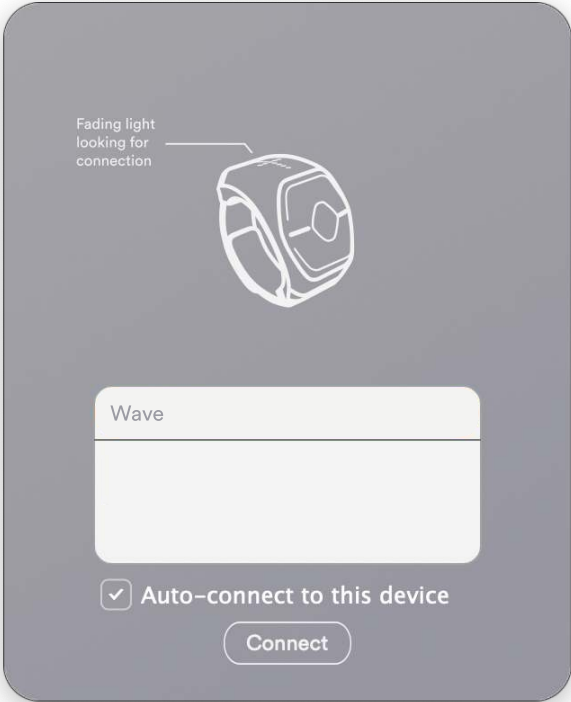 Fading light
looking for
connection
Wave
Auto-connect to this device
Connect